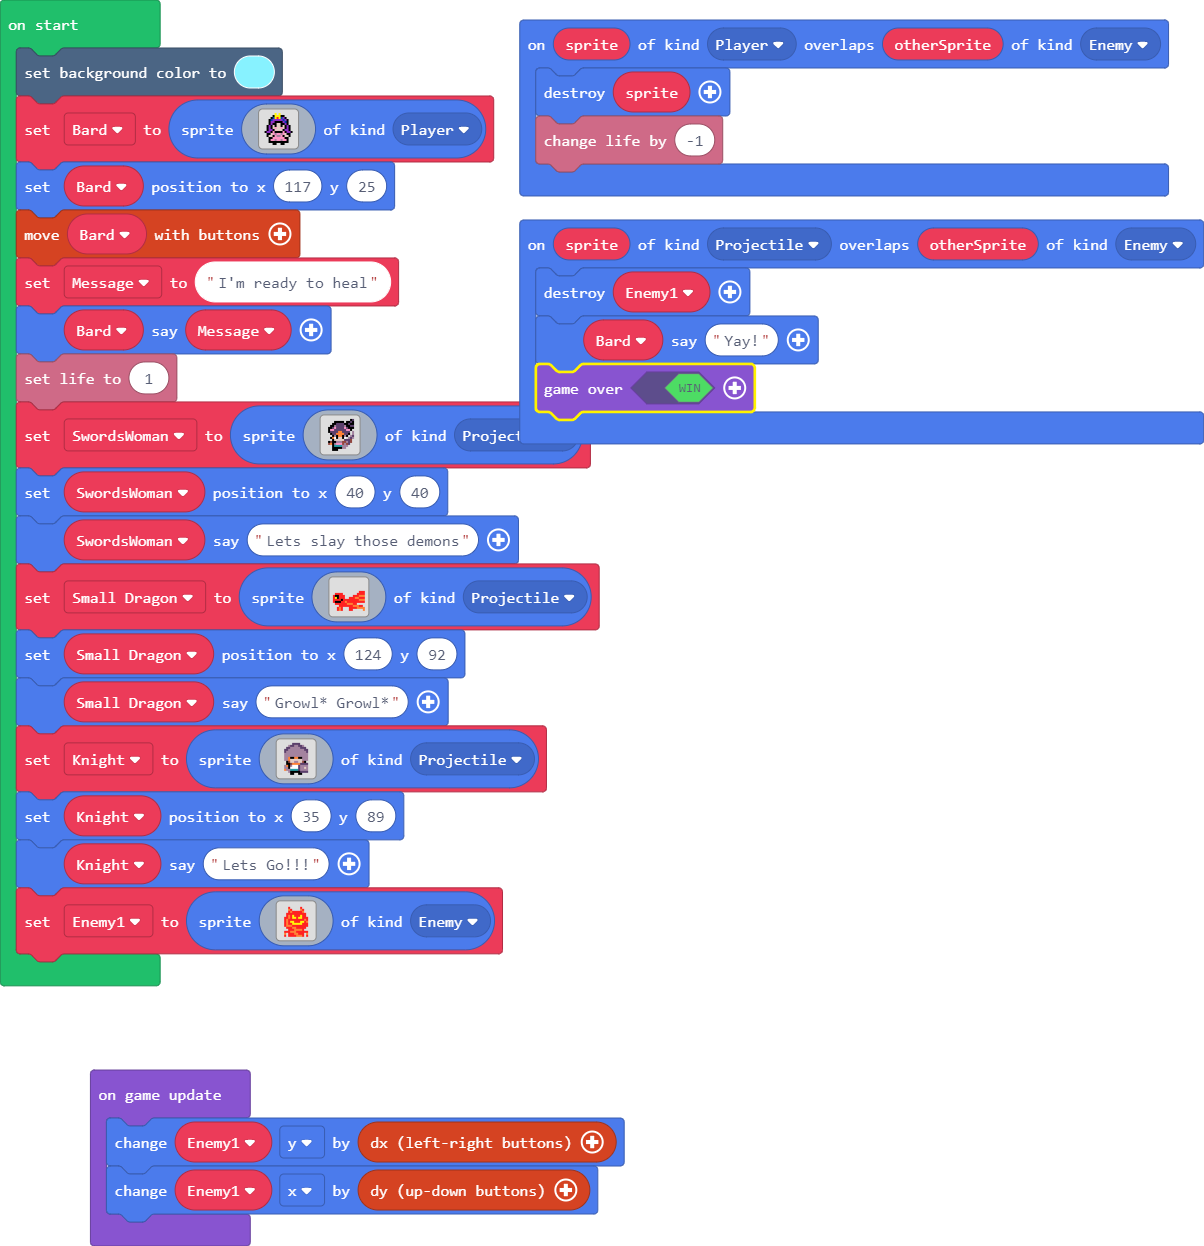 on start
set background color to
set Bard to sprite of kind Player
set Bard position to x 117 y 25
move Bard with buttons
set Message to "I'm ready to heal"
Bard say Message
set life to 1
set SwordsWoman to sprite of kind Project
set SwordsWoman position to x 40 y 40
SwordsWoman say "Lets slay those demons"
set Small Dragon to sprite of kind Projectile
set Small Dragon position to x 124 y 92
Small Dragon say "Growl* Growl*"
set Knight to sprite of kind Projectile
set Knight position to x 35 y 89
Knight say "Lets Go!!!"
set Enemy1 to sprite of kind Enemy
on sprite of kind Player overlaps otherSprite of kind Enemy
destroy sprite
change life by -1
on sprite of kind Projectile overlaps otherSprite of kind Enemy
destroy Enemy1
Bard say "Yay!"
game over WIN
on game update
change Enemy1 y by dx (left-right buttons)
change Enemy1 x by dy (up-down buttons)